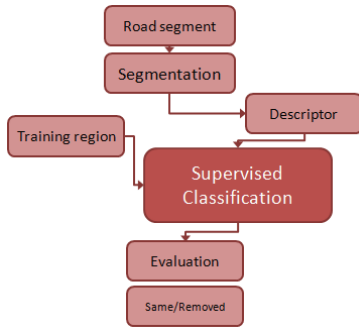 Road segment
Segmentation
Descriptor
Training region
Supervised
Classification
Evaluation
Same/Removed